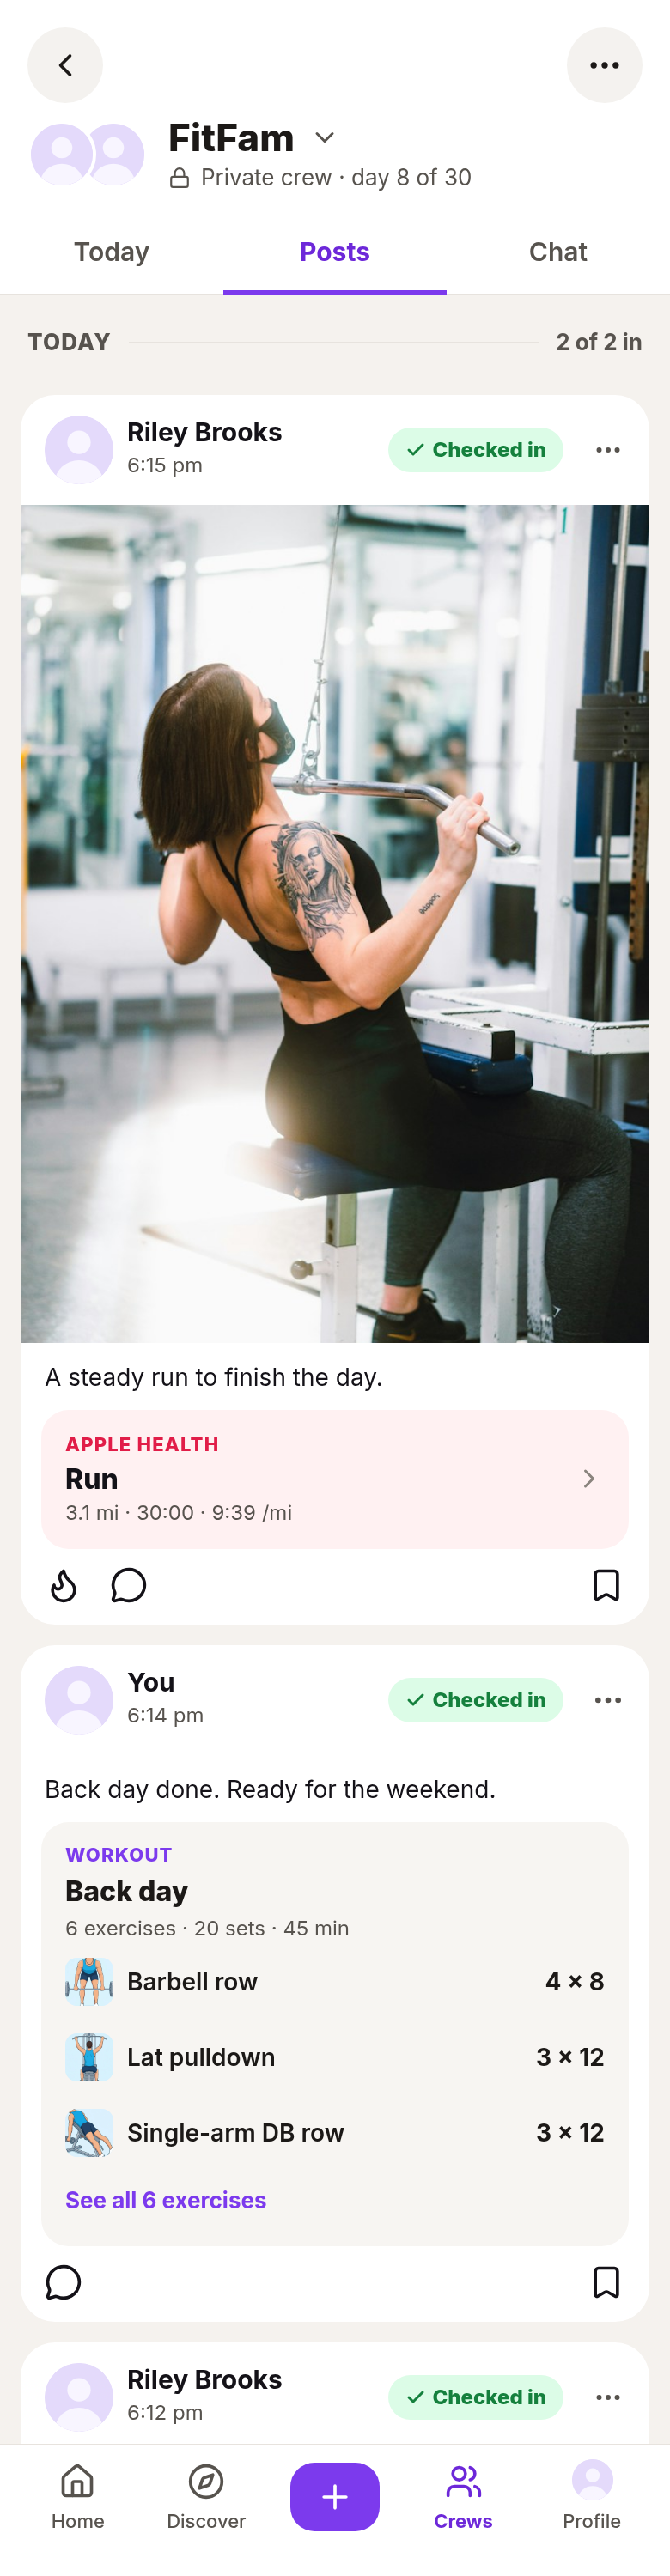 FitFam
Private crew · day 8 of 30
Today
Posts
Chat
TODAY
2 of 2 in
Riley Brooks
6:15 pm
Checked in
1
A steady run to finish the day.
APPLE HEALTH
Run
3.1 mi · 30:00 · 9:39 /mi
You
6:14 pm
Checked in
Back day done. Ready for the weekend.
WORKOUT
Back day
6 exercises · 20 sets · 45 min
Barbell row
4 × 8
Lat pulldown
3 × 12
Single-arm DB row
3 × 12
See all 6 exercises
Riley Brooks
6:12 pm
Checked in
Home
Discover
Crews
Profile